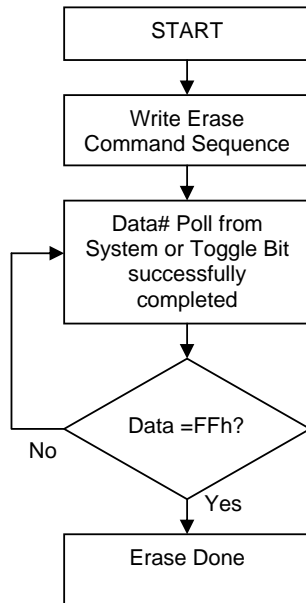 START
Write Erase
Command Sequence
Data# Poll from
System or Toggle Bit
successfully
completed
Data =FFh?
No
Yes
Erase Done